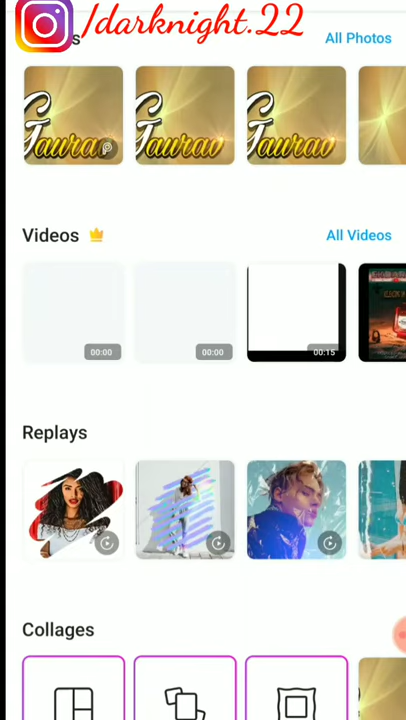 /darknight.22
s
All Photos
Gaurav
Gaurav
Gaurav
Videos
All Videos
00:00
00:00
00:15
Replays
Collages